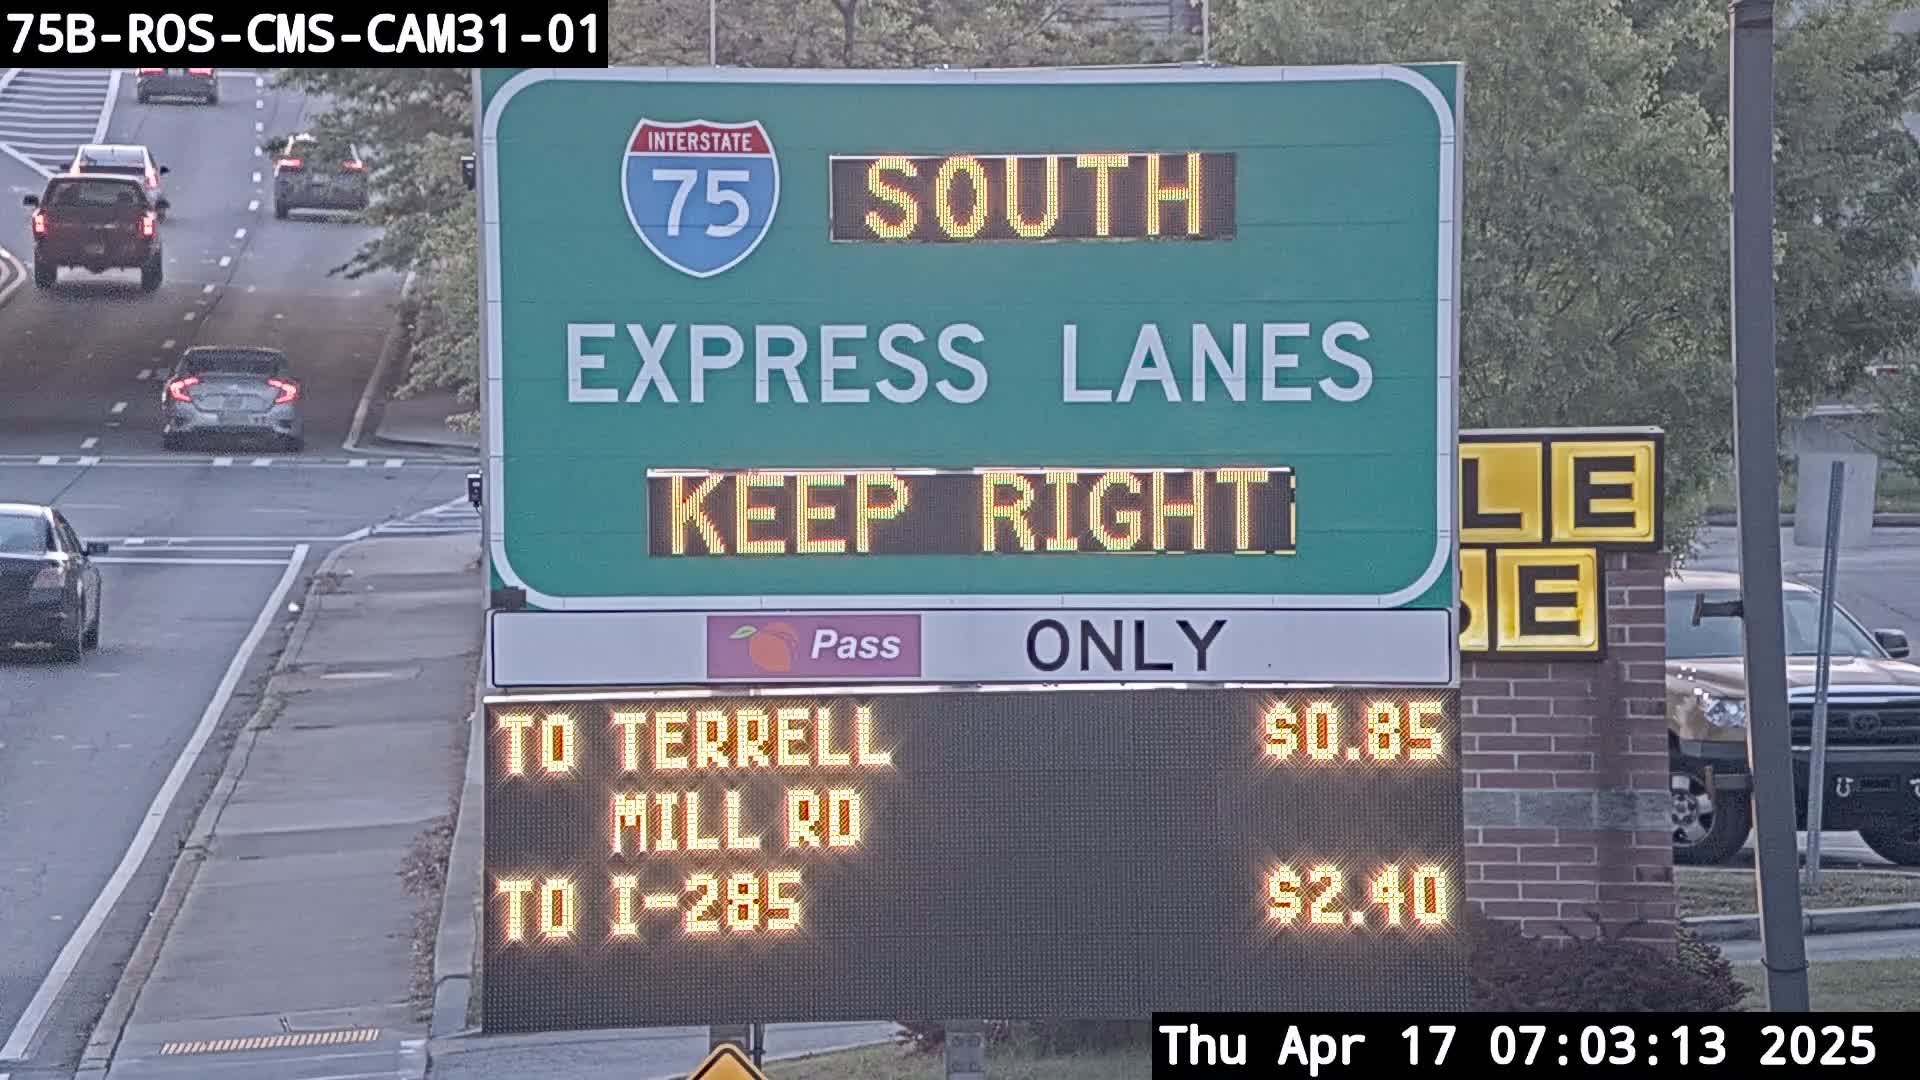 75B-ROS-CMS-CAM31-01
INTERSTATE
75
SOUTH
EXPRESS LANES
KEEP RIGHT
Pass ONLY
LE
E
TO TERRELL $0.85
MILL RD
TO I-285 $2.40
Thu Apr 17 07:03:13 2025